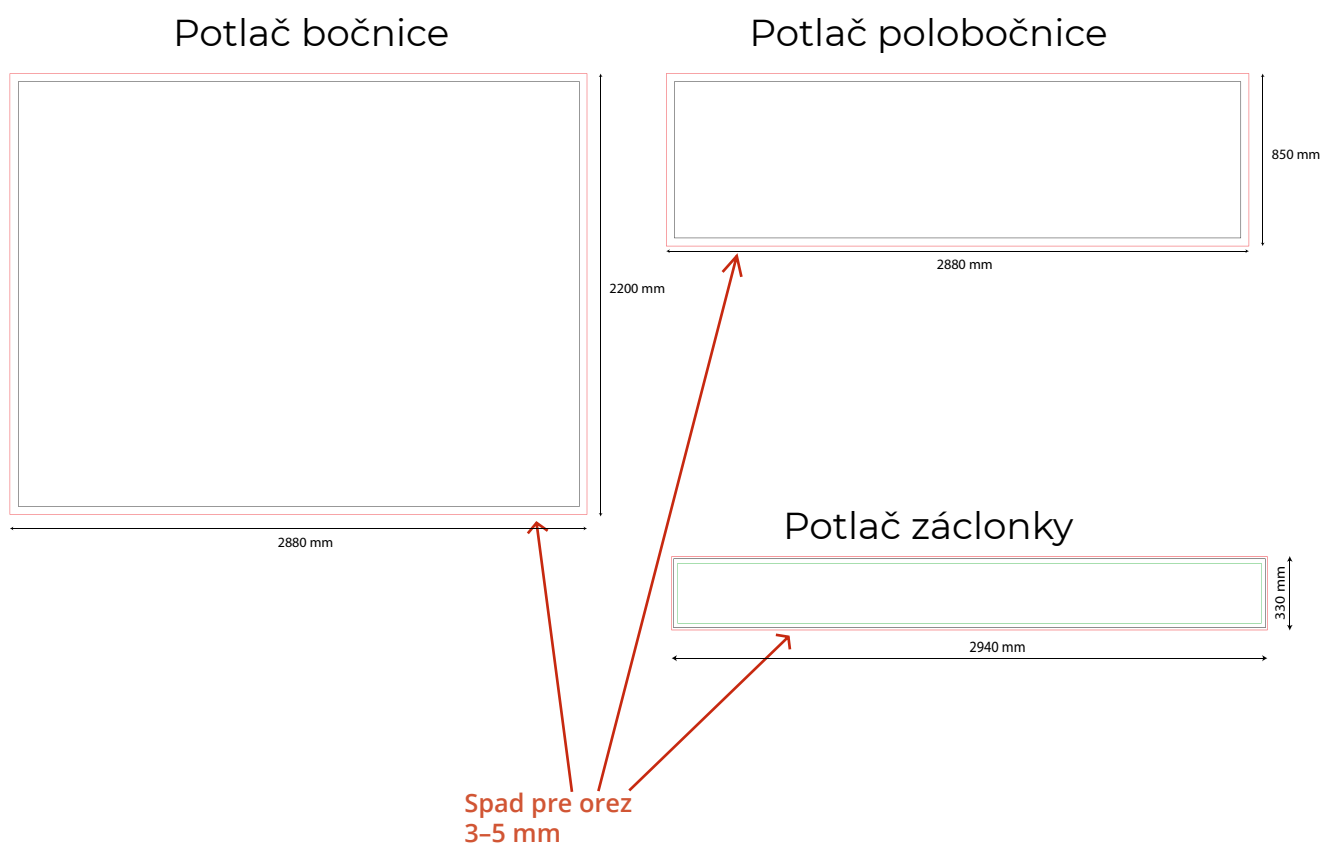 Potlač bočnice
Potlač polobočnice
850 mm
2880 mm
2200 mm
2880 mm
Potlač záclonky
330 mm
2940 mm
Spad pre orez
3–5 mm